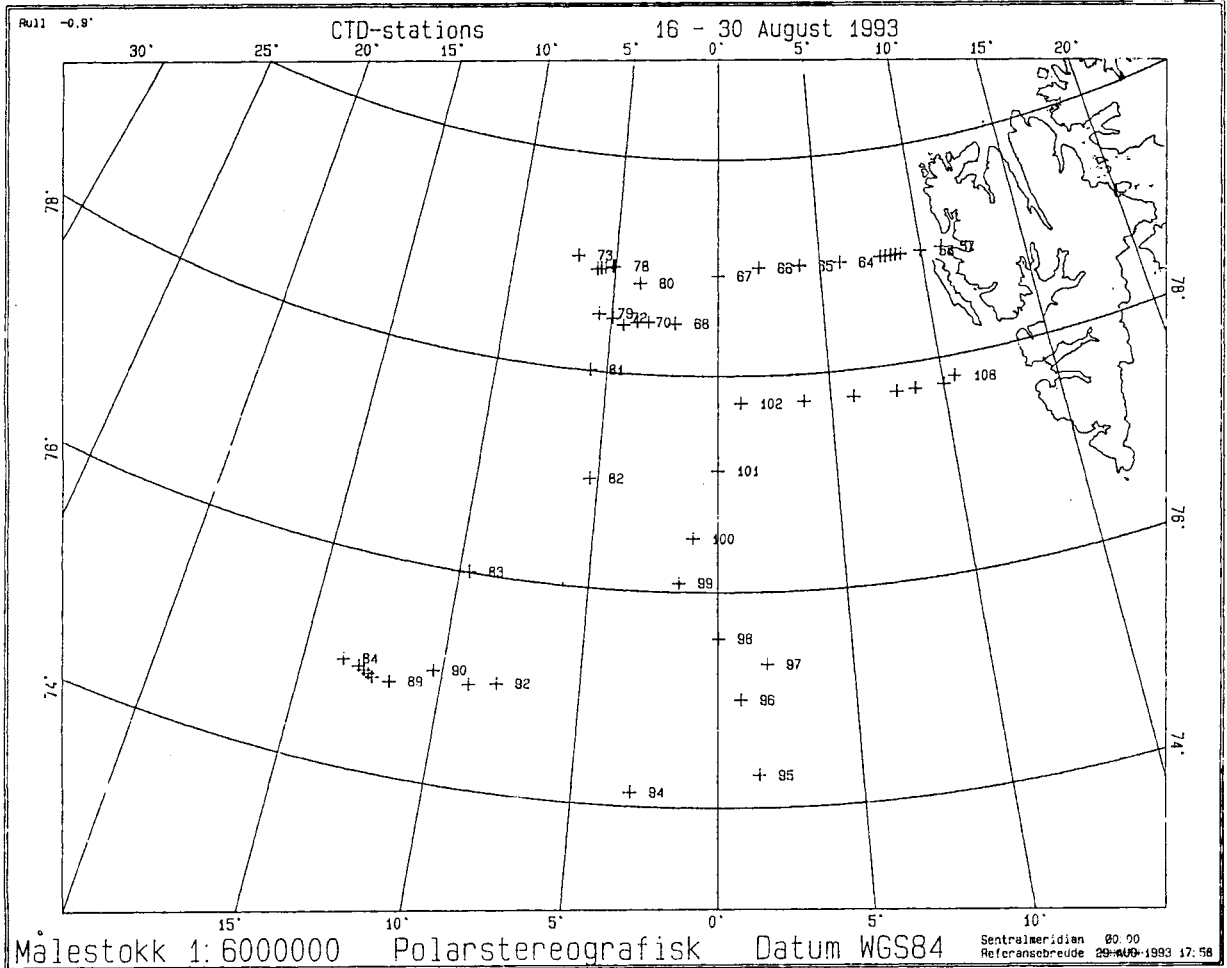 Rull -0.9'
CTD-stations 16 - 30 August 1993
30° 25° 20° 15° 10° 5° 0° 5° 10° 15° 20°
78°
76°
74°
78°
76°
74°
73 78 80
67 66 65 64
79 72 70 68
81
102 108
82
101
100
83
99
98
84 90
97
89 92
96
95
94
15° 10° 5° 0° 5° 10°
Målestokk 1:6000000 Polarstereografisk Datum WGS84
Sentralmeridian 00 00
Referansebredde
29-AUG-1993 17:58